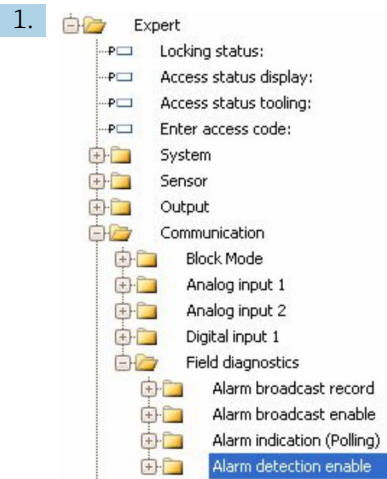 1.
Expert
Locking status:
Access status display:
Access status tooling:
Enter access code:
System
Sensor
Output
Communication
Block Mode
Analog input 1
Analog input 2
Digital input 1
Field diagnostics
Alarm broadcast record
Alarm broadcast enable
Alarm indication (Polling)
Alarm detection enable